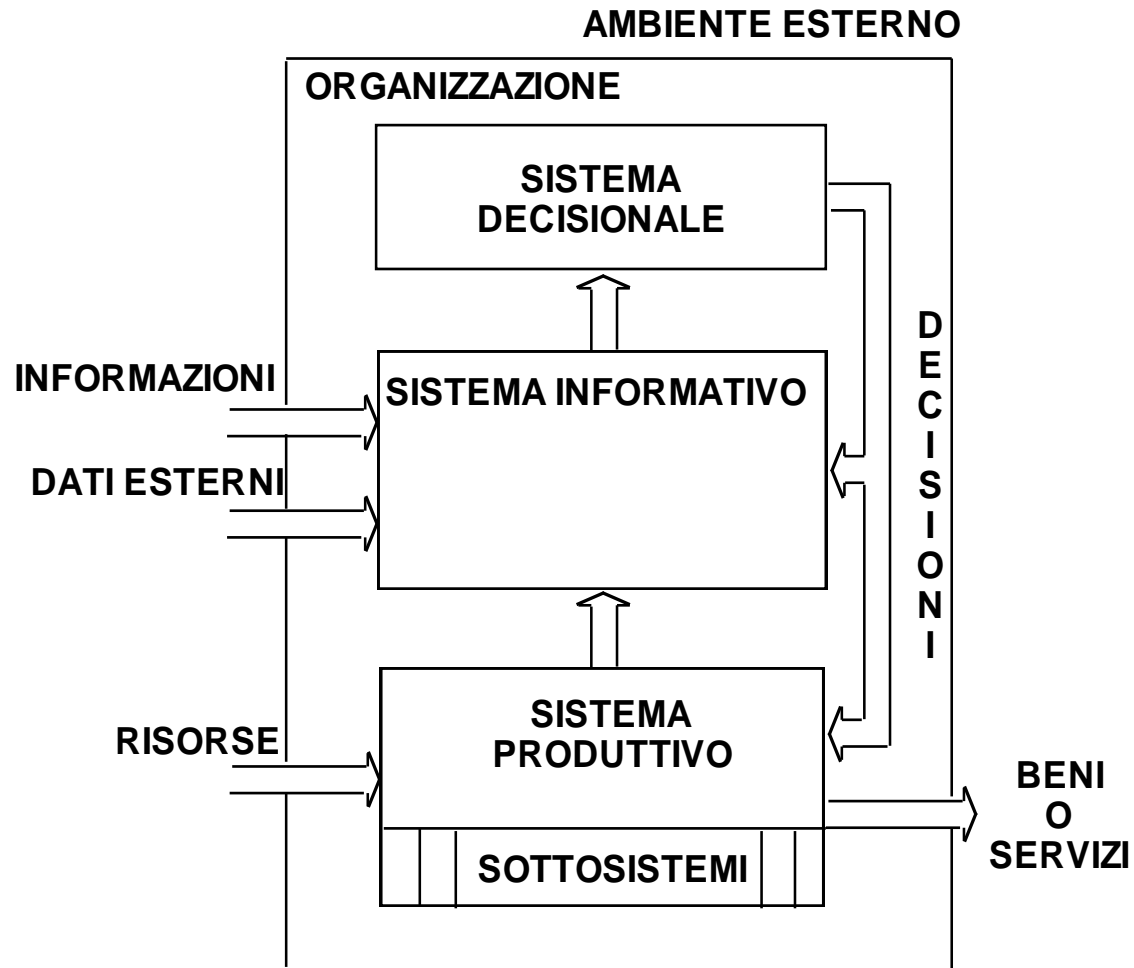 AMBIENTE ESTERNO
ORGANIZZAZIONE
SISTEMA
DECISIONALE
INFORMAZIONI
DATI ESTERNI
SISTEMA INFORMATIVO
D
E
C
I
S
I
O
N
I
RISORSE
SISTEMA
PRODUTTIVO
SOTTOSISTEMI
BENI
O
SERVIZI